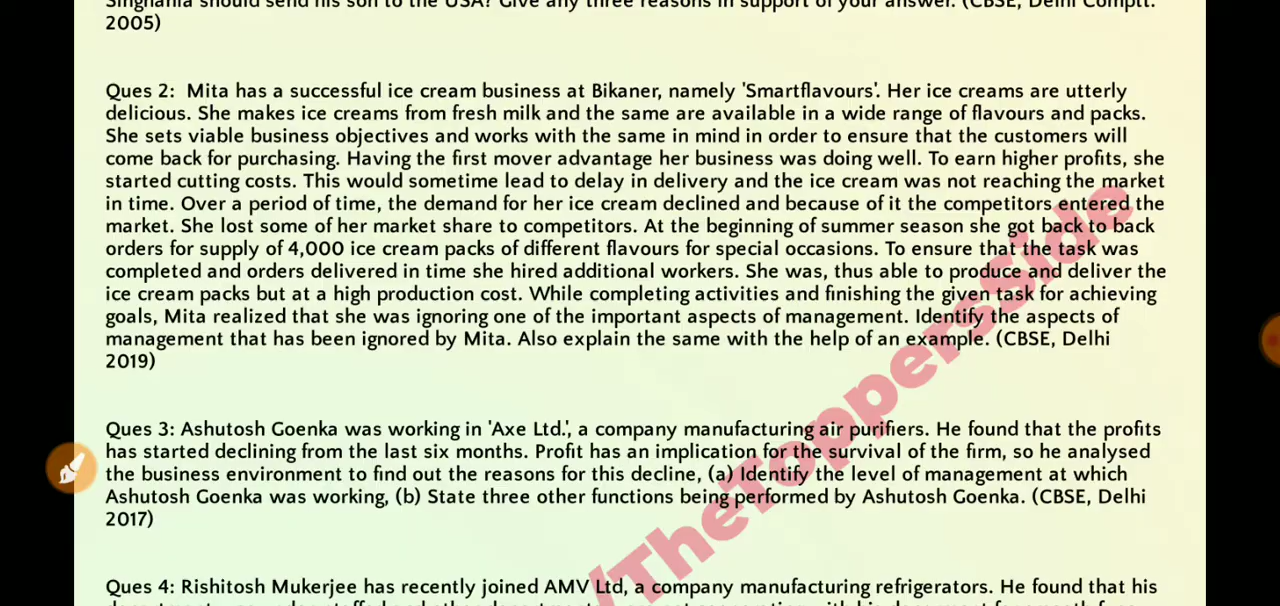 Singhania should send his son to the USA? Give any three reasons in support of your answer. (CBSE, Delhi Comptt.
2005)
Ques 2: Mita has a successful ice cream business at Bikaner, namely 'Smartflavours'. Her ice creams are utterly
delicious. She makes ice creams from fresh milk and the same are available in a wide range of flavours and packs.
She sets viable business objectives and works with the same in mind in order to ensure that the customers will
come back for purchasing. Having the first mover advantage her business was doing well. To earn higher profits, she
started cutting costs. This would sometime lead to delay in delivery and the ice cream was not reaching the market
in time. Over a period of time, the demand for her ice cream declined and because of it the competitors entered the
market. She lost some of her market share to competitors. At the beginning of summer season she got back to back
orders for supply of 4,000 ice cream packs of different flavours for special occasions. To ensure that the task was
completed and orders delivered in time she hired additional workers. She was, thus able to produce and deliver the
ice cream packs but at a high production cost. While completing activities and finishing the given task for achieving
goals, Mita realized that she was ignoring one of the important aspects of management. Identify the aspects of
management that has been ignored by Mita. Also explain the same with the help of an example. (CBSE, Delhi
2019)
Ques 3: Ashutosh Goenka was working in 'Axe Ltd.', a company manufacturing air purifiers. He found that the profits
has started declining from the last six months. Profit has an implication for the survival of the firm, so he analysed
the business environment to find out the reasons for this decline, (a) Identify the level of management at which
Ashutosh Goenka was working, (b) State three other functions being performed by Ashutosh Goenka. (CBSE, Delhi
2017)
Ques 4: Rishitosh Mukerjee has recently joined AMV Ltd, a company manufacturing refrigerators. He found that his
/TheToppersSide